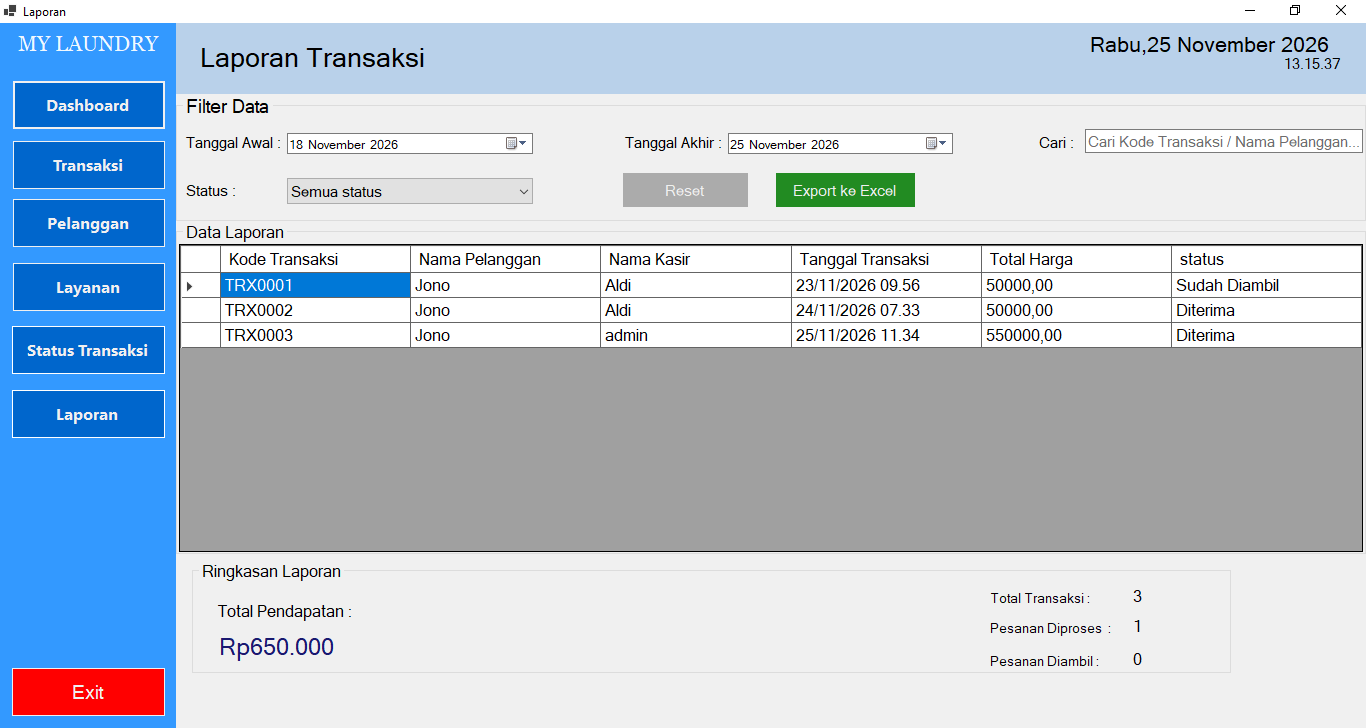 Laporan
MY LAUNDRY
Dashboard
Transaksi
Pelanggan
Layanan
Status Transaksi
Laporan
Exit
Laporan Transaksi
Rabu,25 November 2026
13.15.37
Filter Data
Tanggal Awal : 18 November 2026 Tanggal Akhir : 25 November 2026 Cari : Cari Kode Transaksi / Nama Pelanggan...
Status : Semua status Reset Export ke Excel
Data Laporan
Kode Transaksi Nama Pelanggan Nama Kasir Tanggal Transaksi Total Harga status
TRX0001 Jono Aldi 23/11/2026 09.56 50000,00 Sudah Diambil
TRX0002 Jono Aldi 24/11/2026 07.33 50000,00 Diterima
TRX0003 Jono admin 25/11/2026 11.34 550000,00 Diterima
Ringkasan Laporan
Total Pendapatan :
Rp650.000
Total Transaksi : 3
Pesanan Diproses : 1
Pesanan Diambil : 0